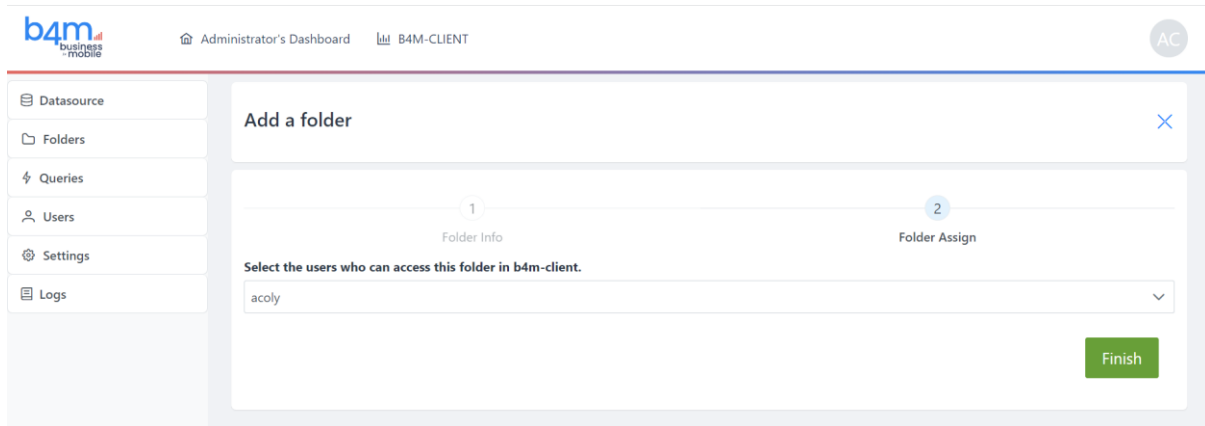 b4m
business
-mobile
Administrator's Dashboard
B4M-CLIENT
AC
Datasource
Folders
Queries
Users
Settings
Logs
Add a folder
1
Folder Info
2
Folder Assign
Select the users who can access this folder in b4m-client.
acoly
Finish